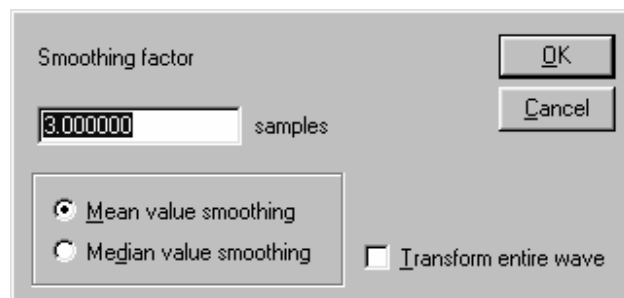 Smoothing factor
OK
3.000000 samples
Cancel
Mean value smoothing
Median value smoothing
Transform entire wave